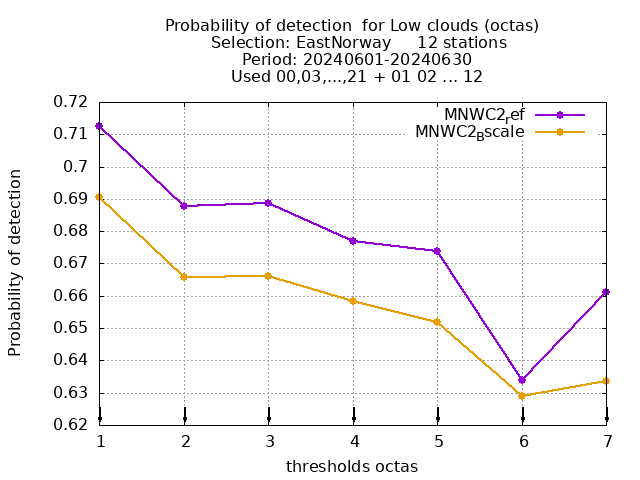 Probability of detection  for Low clouds (octas)
Selection: EastNorway     12 stations
Period: 20240601-20240630
Used 00,03,...,21 + 01 02 ... 12
0.72
MNWC2ref
0.71
MNWC2Bscale
0.7
0.69
0.68
0.67
0.66
0.65
0.64
0.63
0.62
Probability of detection
1 2 3 4 5 6 7
thresholds octas